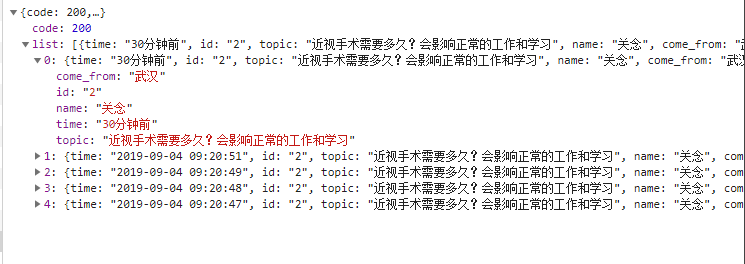 {code: 200,…}
code: 200
list: [{time: "30分钟前", id: "2", topic: "近视手术需要多久？会影响正常的工作和学习", name: "关念", come_from: "武汉
0: {time: "30分钟前", id: "2", topic: "近视手术需要多久？会影响正常的工作和学习", name: "关念", come_from: "武汉
come_from: "武汉"
id: "2"
name: "关念"
time: "30分钟前"
topic: "近视手术需要多久？会影响正常的工作和学习"
1: {time: "2019-09-04 09:20:51", id: "2", topic: "近视手术需要多久？会影响正常的工作和学习", name: "关念", com
2: {time: "2019-09-04 09:20:49", id: "2", topic: "近视手术需要多久？会影响正常的工作和学习", name: "关念", com
3: {time: "2019-09-04 09:20:48", id: "2", topic: "近视手术需要多久？会影响正常的工作和学习", name: "关念", com
4: {time: "2019-09-04 09:20:47", id: "2", topic: "近视手术需要多久？会影响正常的工作和学习", name: "关念", com